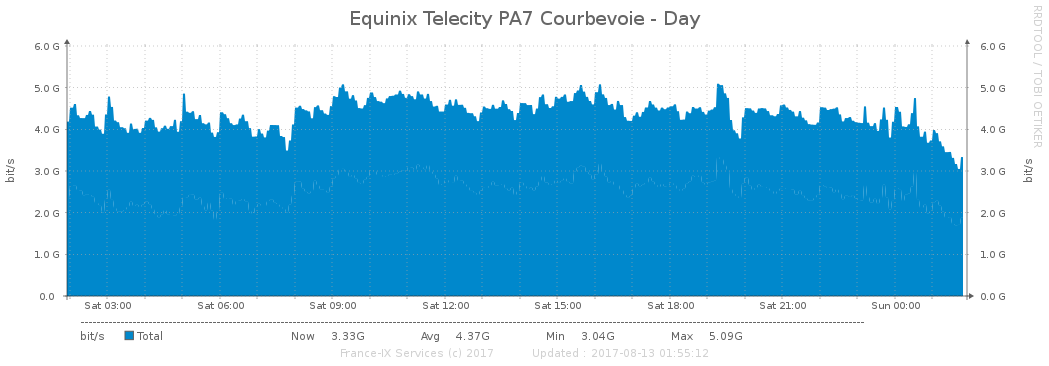 Equinix Telecity PA7 Courbevoie - Day
RRDTOOL / TOBI OETIKER
6.0 G 6.0 G
5.0 G 5.0 G
4.0 G 4.0 G
3.0 G 3.0 G
2.0 G 2.0 G
1.0 G 1.0 G
0.0 0.0 G
bit/s bit/s
Sat 03:00 Sat 06:00 Sat 09:00 Sat 12:00 Sat 15:00 Sat 18:00 Sat 21:00 Sun 00:00
bit/s Total Now 3.33G Avg 4.37G Min 3.04G Max 5.09G
France-IX Services (c) 2017 Updated : 2017-08-13 01:55:12